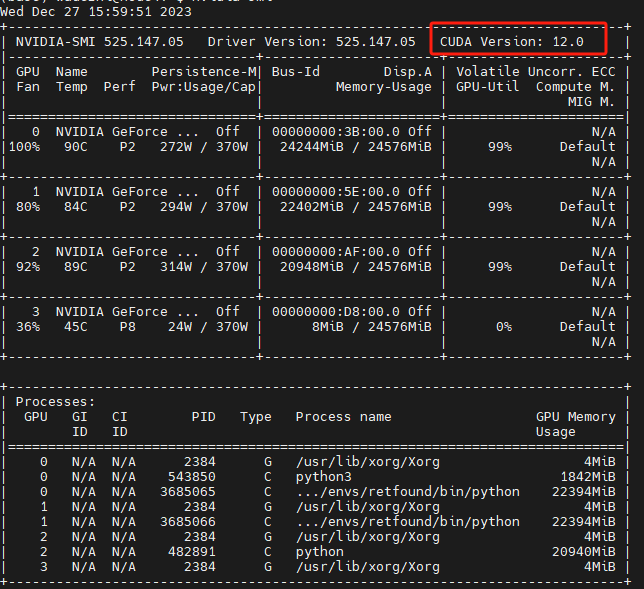 Wed Dec 27 15:59:51 2023
+-----------------------------------------------------------------------------+
| NVIDIA-SMI 525.147.05   Driver Version: 525.147.05   CUDA Version: 12.0     |
|-------------------------------+----------------------+----------------------+
| GPU  Name        Persistence-M| Bus-Id        Disp.A | Volatile Uncorr. ECC |
| Fan  Temp  Perf  Pwr:Usage/Cap|         Memory-Usage | GPU-Util  Compute M. |
|                               |                      |               MIG M. |
|===============================+======================+======================|
|   0  NVIDIA GeForce ...  Off  | 00000000:3B:00.0 Off |                  N/A |
|100%   90C    P2   272W / 370W |  24244MiB / 24576MiB |     99%      Default |
|                               |                      |                  N/A |
+-------------------------------+----------------------+----------------------+
|   1  NVIDIA GeForce ...  Off  | 00000000:5E:00.0 Off |                  N/A |
| 80%   84C    P2   294W / 370W |  22402MiB / 24576MiB |     99%      Default |
|                               |                      |                  N/A |
+-------------------------------+----------------------+----------------------+
|   2  NVIDIA GeForce ...  Off  | 00000000:AF:00.0 Off |                  N/A |
| 92%   89C    P2   314W / 370W |  20948MiB / 24576MiB |     99%      Default |
|                               |                      |                  N/A |
+-------------------------------+----------------------+----------------------+
|   3  NVIDIA GeForce ...  Off  | 00000000:D8:00.0 Off |                  N/A |
| 36%   45C    P8    24W / 370W |      8MiB / 24576MiB |      0%      Default |
|                               |                      |                  N/A |
+-------------------------------+----------------------+----------------------+
+-----------------------------------------------------------------------------+
| Processes:                                                                  |
|  GPU   GI   CI        PID   Type   Process name                  GPU Memory |
|        ID   ID                                                   Usage      |
|=============================================================================|
|    0   N/A  N/A      2384      G   /usr/lib/xorg/Xorg                  4MiB |
|    0   N/A  N/A    543850      C   python3                          1842MiB |
|    0   N/A  N/A   3685065      C   .../envs/retfound/bin/python    22394MiB |
|    1   N/A  N/A      2384      G   /usr/lib/xorg/Xorg                  4MiB |
|    1   N/A  N/A   3685066      C   .../envs/retfound/bin/python    22394MiB |
|    2   N/A  N/A      2384      G   /usr/lib/xorg/Xorg                  4MiB |
|    2   N/A  N/A    482891      C   python                          20940MiB |
|    3   N/A  N/A      2384      G   /usr/lib/xorg/Xorg                  4MiB |
+-----------------------------------------------------------------------------+